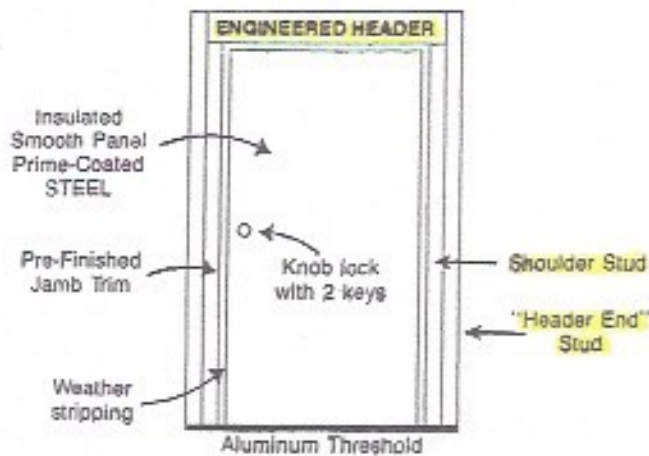 ENGINEERED HEADER
Insulated
Smooth Panel
Prime-Coated
STEEL
Pre-Finished
Jamb Trim
Knob lock
with 2 keys
Shoulder Stud
"Header End"
Stud
Weather
stripping
Aluminum Threshold